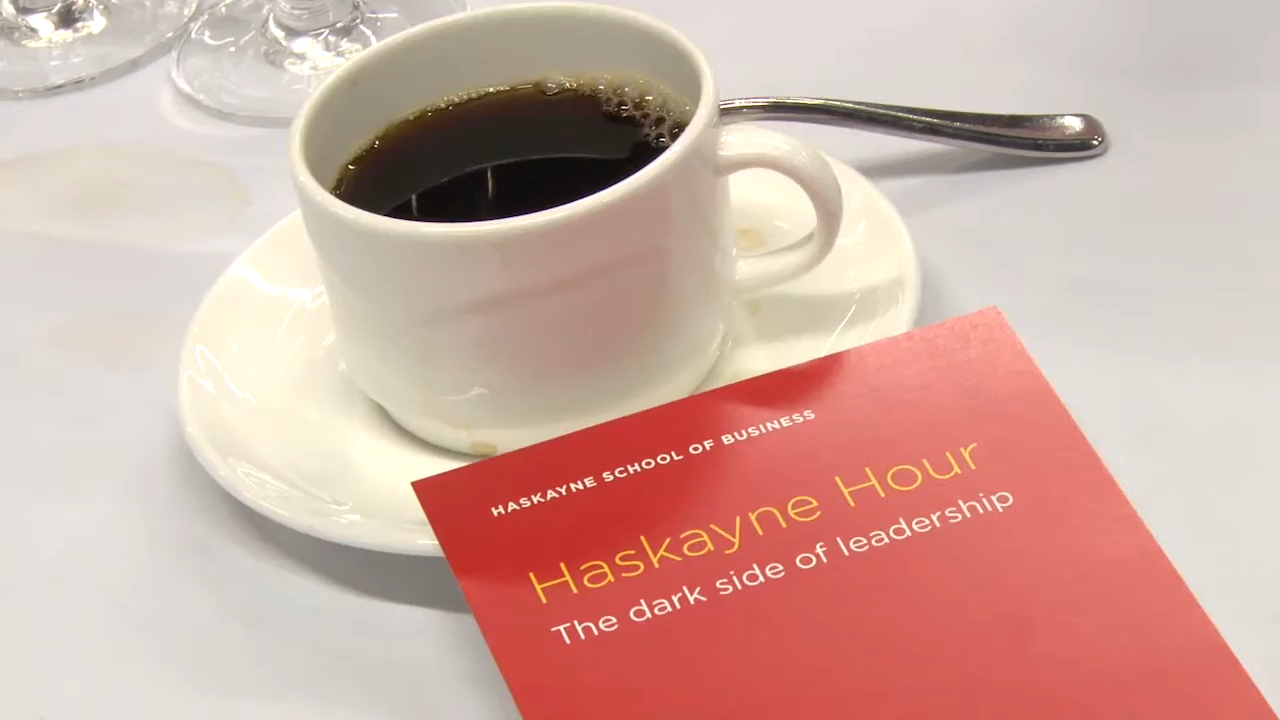 HASKAYNE SCHOOL OF BUSINESS
Haskayne Hour
The dark side of leadership